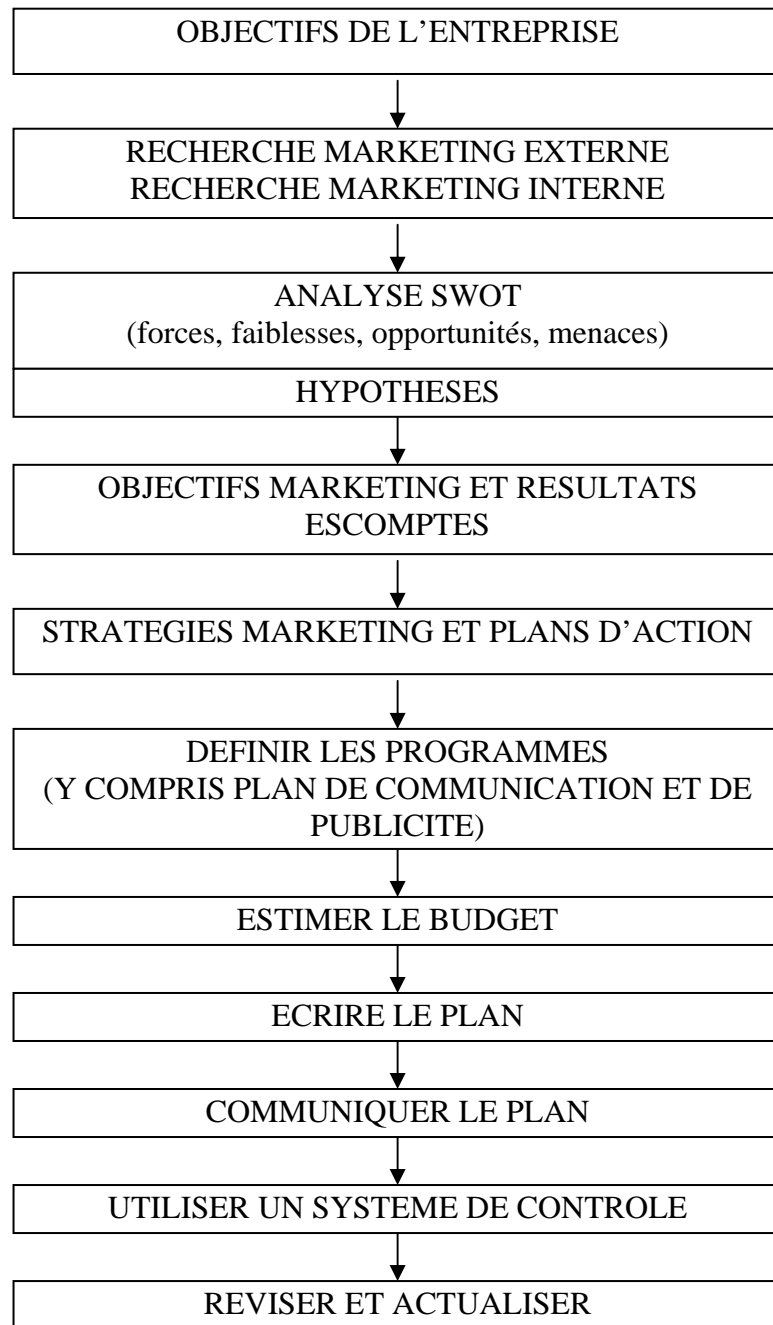 OBJECTIFS DE L’ENTREPRISE
RECHERCHE MARKETING EXTERNE
RECHERCHE MARKETING INTERNE
ANALYSE SWOT
(forces, faiblesses, opportunités, menaces)
HYPOTHESES
OBJECTIFS MARKETING ET RESULTATS
ESCOMPTES
STRATEGIES MARKETING ET PLANS D’ACTION
DEFINIR LES PROGRAMMES
(Y COMPRIS PLAN DE COMMUNICATION ET DE
PUBLICITE)
ESTIMER LE BUDGET
ECRIRE LE PLAN
COMMUNIQUER LE PLAN
UTILISER UN SYSTEME DE CONTROLE
REVISER ET ACTUALISER